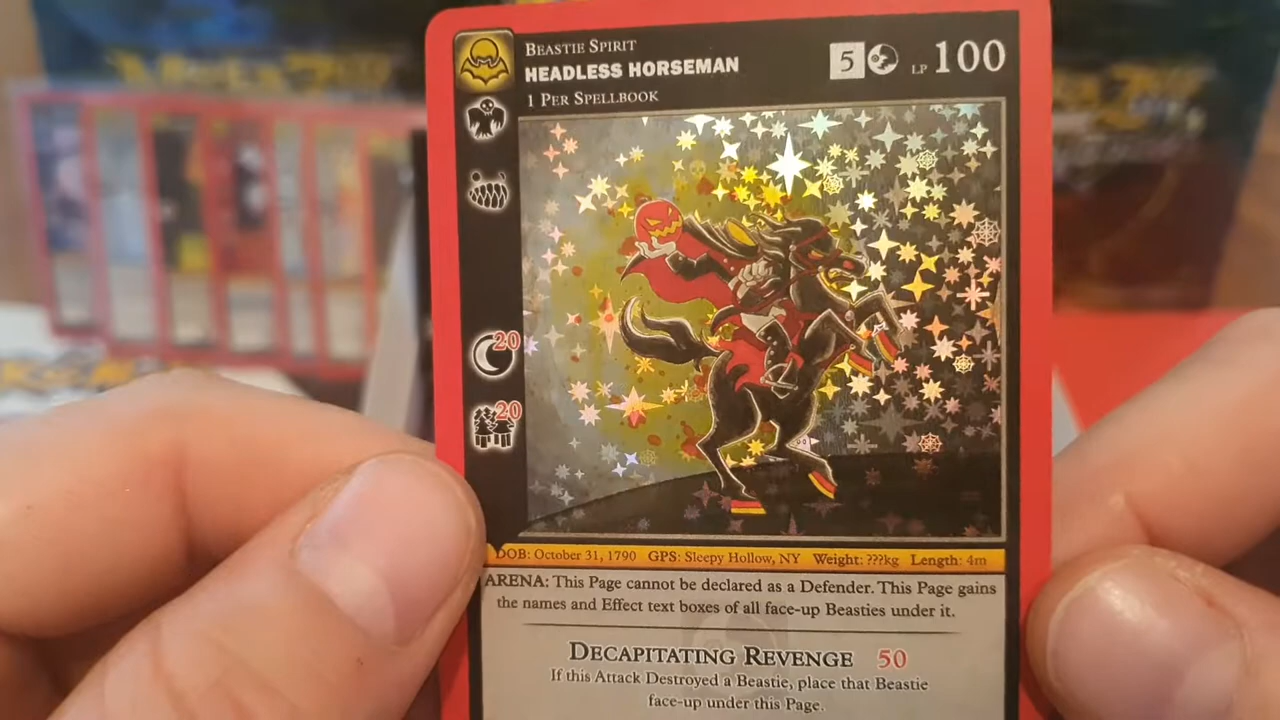 BEASTIE SPIRIT
HEADLESS HORSEMAN
5 LP 100
1 PER SPELLBOOK
20
20
DOB: October 31, 1790 GPS: Sleepy Hollow, NY Weight: ???kg Length: 4m
ARENA: This Page cannot be declared as a Defender. This Page gains
the names and Effect text boxes of all face-up Beasties under it.
DECAPITATING REVENGE 50
If this Attack Destroyed a Beastie, place that Beastie
face-up under this Page.